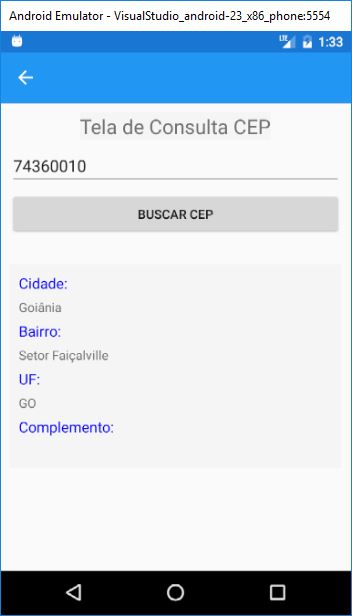 Android Emulator - VisualStudio_android-23_x86_phone:5554
LTE 1:33
Tela de Consulta CEP
74360010
BUSCAR CEP
Cidade:
Goiânia
Bairro:
Setor Faiçalville
UF:
GO
Complemento: